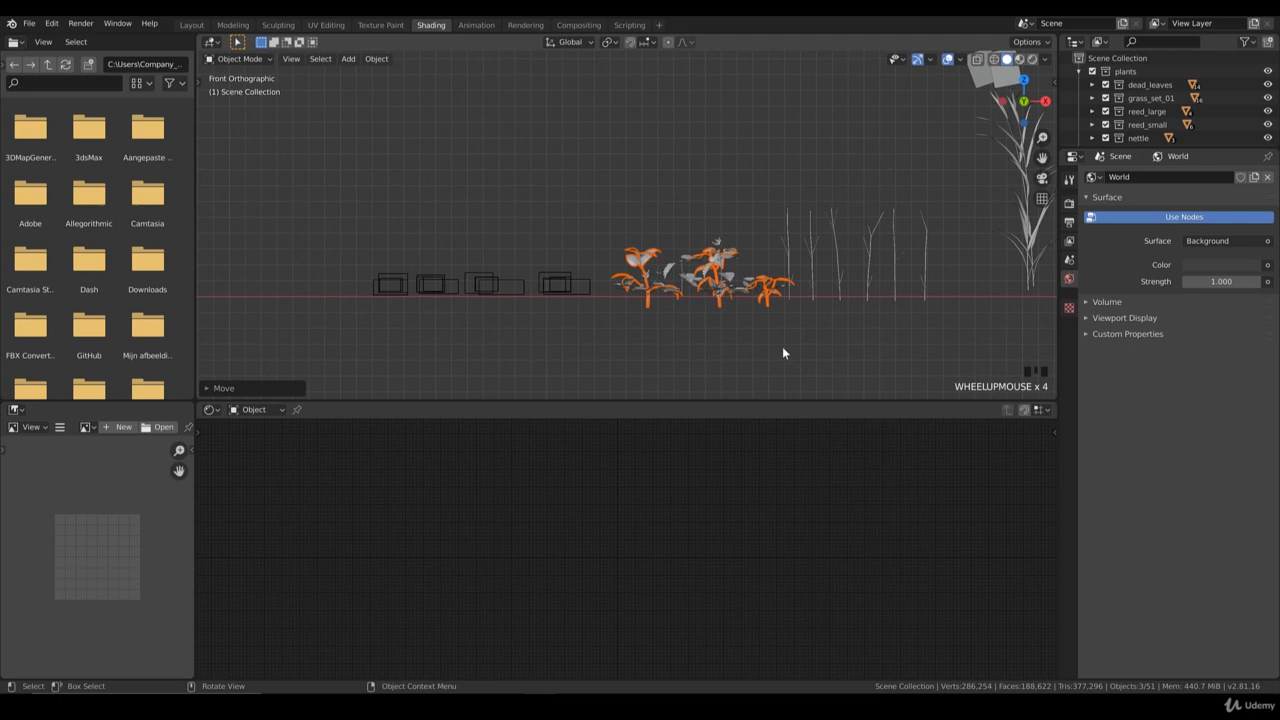 File Edit Render Window Help Layout Modeling Sculpting UV Editing Texture Paint Shading Animation Rendering Compositing Scripting + Scene View Layer
View Select Global Options
C:\Users\Company_... Object Mode View Select Add Object
Front Orthographic
(1) Scene Collection
Scene Collection
plants
dead_leaves
grass_set_01
reed_large
reed_small
nettle
3DMapGener.. 3dsMax Aangepaste ..
Adobe Allegorithmic Camtasia
Camtasia St.. Dash Downloads
FBX Convert.. GitHub Mijn afbeeldi..
Scene World
World
Surface
Use Nodes
Surface Background
Color
Strength 1.000
Volume
Viewport Display
Custom Properties
Z
Y
X
Move
WHEELUPMOUSE x 4
Object
View New Open
Select Box Select Rotate View Object Context Menu Scene Collection | Verts:286,254 | Faces:188,622 | Tris:377,296 | Objects:3/51 | Mem: 440.7 MiB | v2.81.16
Udemy